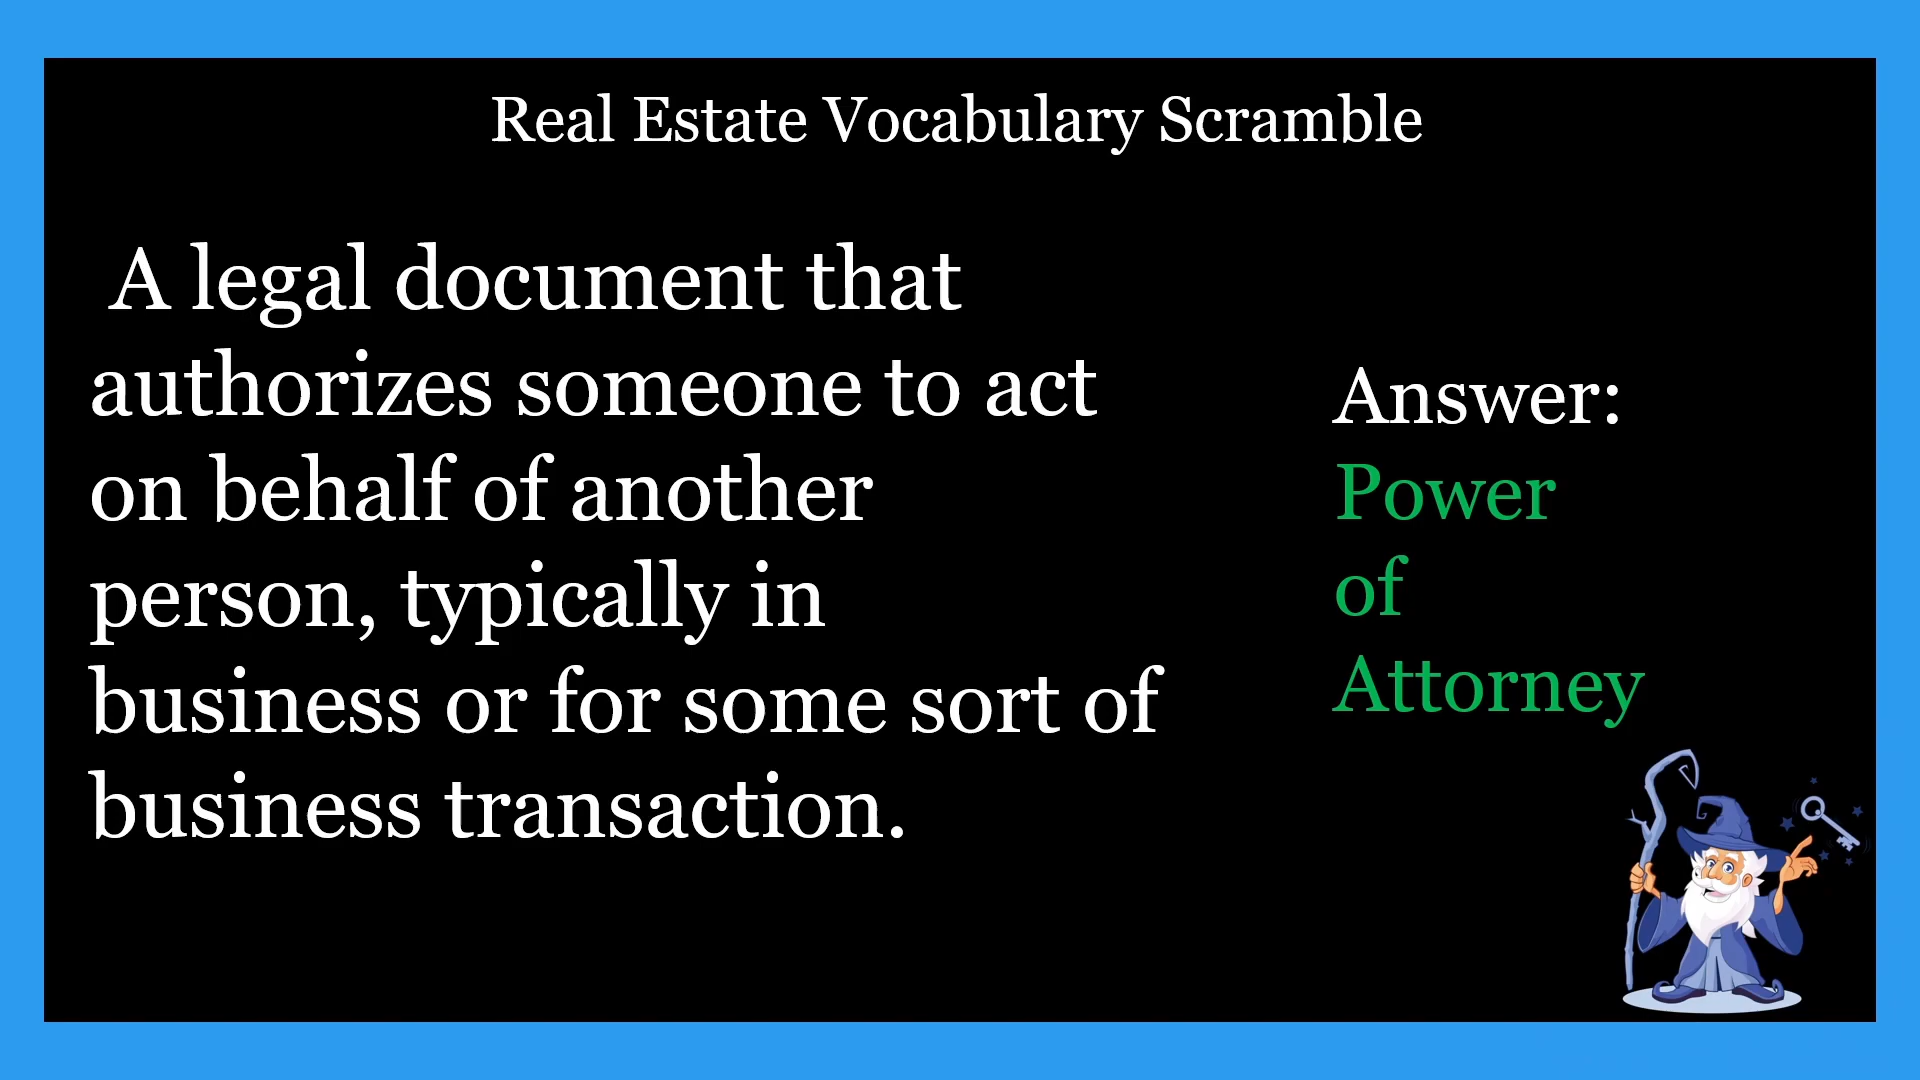 Real Estate Vocabulary Scramble
A legal document that
authorizes someone to act
on behalf of another
person, typically in
business or for some sort of
business transaction.
Answer:
Power
of
Attorney